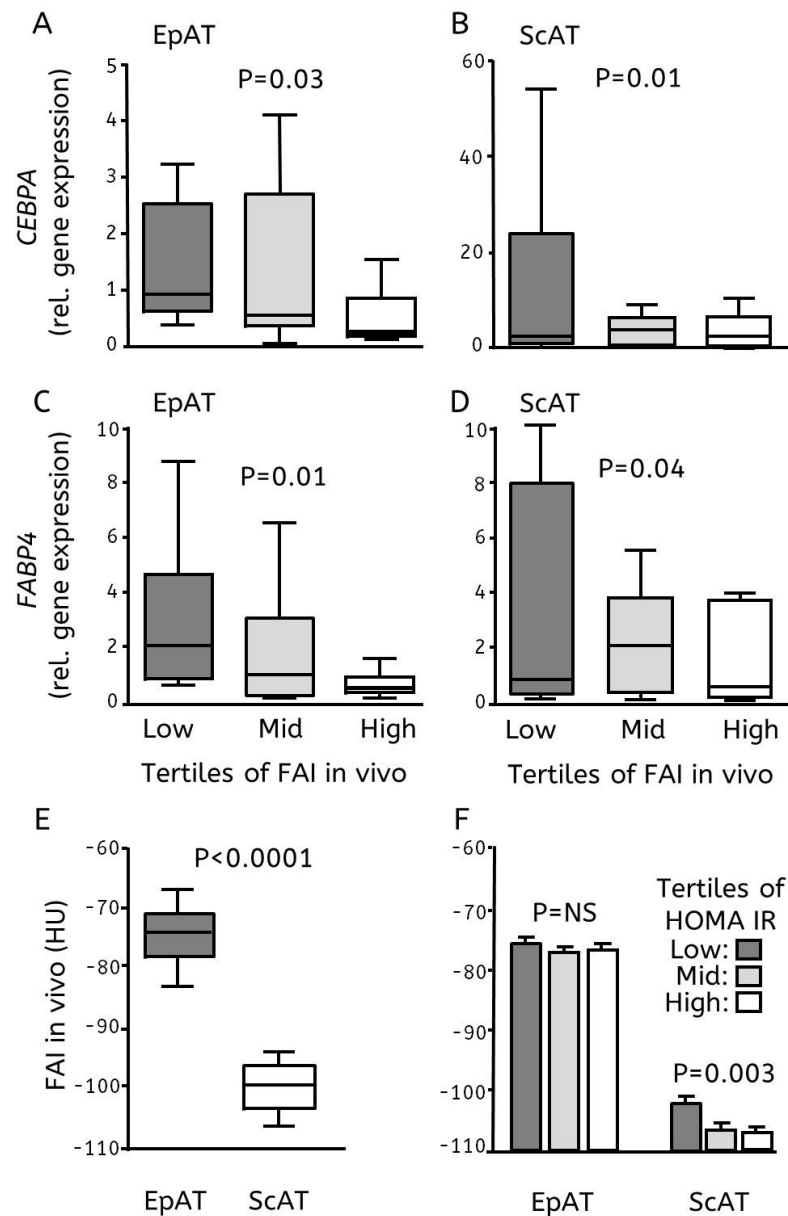 A
EpAT
P=0.03
CEBPA
(rel. gene expression)
5
4
3
2
1
0
B
ScAT
P=0.01
60
40
20
0
C
EpAT
P=0.01
FABP4
(rel. gene expression)
10
8
6
4
2
0
Low Mid High
Tertiles of FAI in vivo
D
ScAT
P=0.04
10
8
6
4
2
0
Low Mid High
Tertiles of FAI in vivo
E
P<0.0001
FAI in vivo (HU)
-60
-70
-80
-90
-100
-110
EpAT ScAT
F
-60
-70
-80
-90
-100
-110
P=NS
Tertiles of
HOMA IR
Low:
Mid:
High:
P=0.003
EpAT ScAT